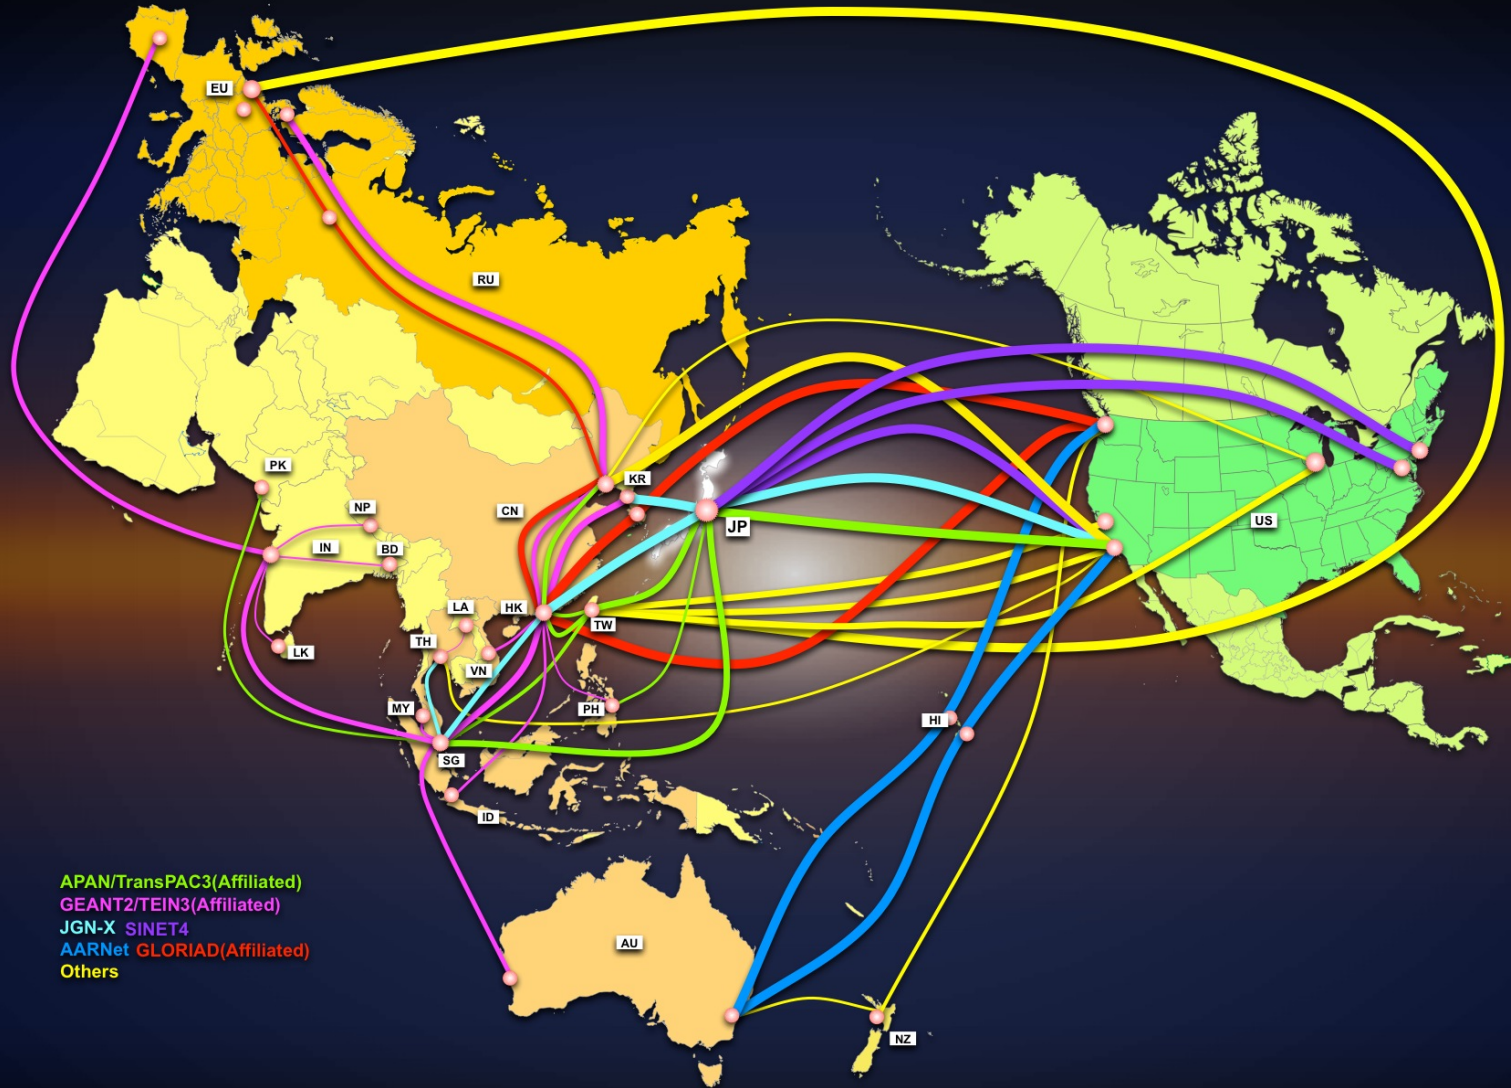 EU
RU
PK
KR
NP
CN
JP
US
IN
BD
LA
HK
TW
TH
LK
VN
MY
PH
HI
SG
ID
APAN/TransPAC3(Affiliated)
GEANT2/TEIN3(Affiliated)
JGN-X SINET4
AARNet GLORIAD(Affiliated)
Others
AU
NZ